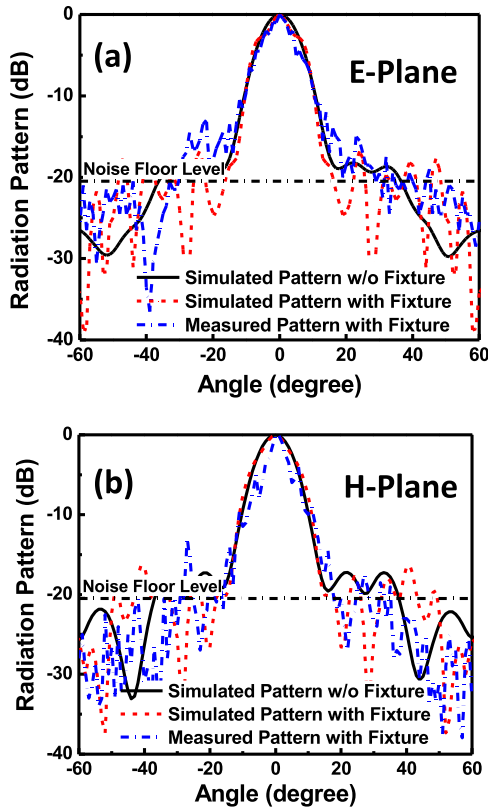 0
-10
-20
-30
-40
Radiation Pattern (dB)
(a)
E-Plane
Noise Floor Level
Simulated Pattern w/o Fixture
Simulated Pattern with Fixture
Measured Pattern with Fixture
-60 -40 -20 0 20 40 60
Angle (degree)
0
-10
-20
-30
-40
Radiation Pattern (dB)
(b)
H-Plane
Noise Floor Level
Simulated Pattern w/o Fixture
Simulated Pattern with Fixture
Measured Pattern with Fixture
-60 -40 -20 0 20 40 60
Angle (degree)